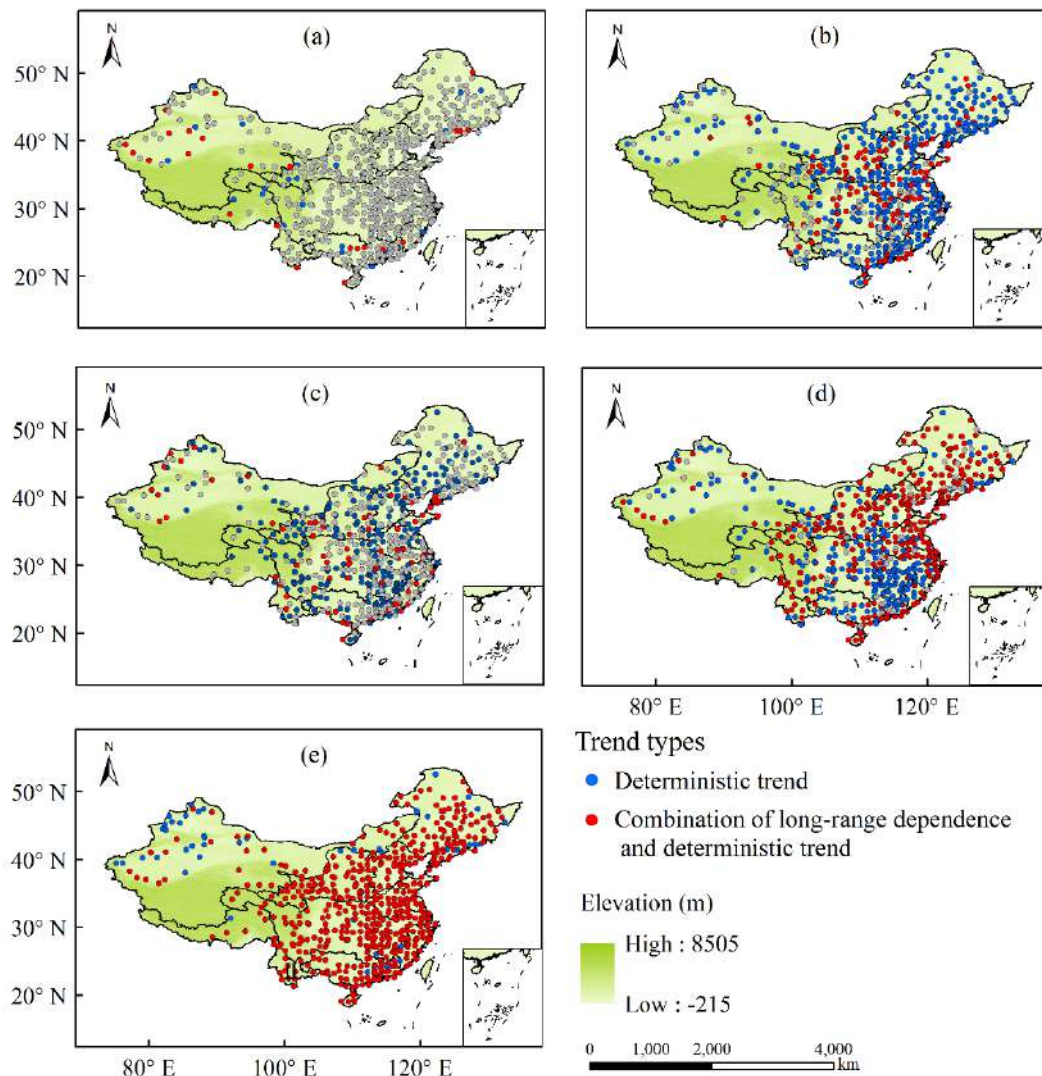 N
(a)
50° N
40° N
30° N
20° N
N
(b)
N
(c)
50° N
40° N
30° N
20° N
N
(d)
80° E
100° E
120° E
N
(e)
50° N
40° N
30° N
20° N
80° E
100° E
120° E
Trend types
Deterministic trend
Combination of long-range dependence
and deterministic trend
Elevation (m)
High : 8505
Low : -215
0
1,000
2,000
4,000
km